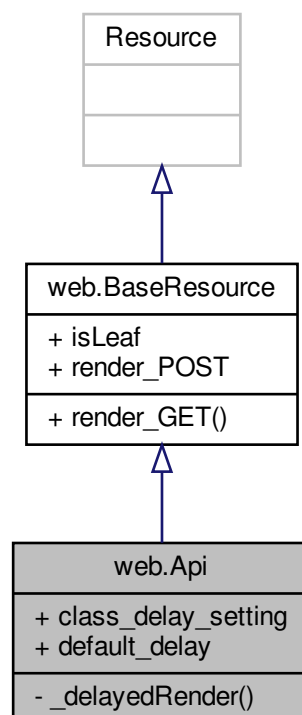 Resource
web.BaseResource
+ isLeaf
+ render_POST
+ render_GET()
web.Api
+ class_delay_setting
+ default_delay
- _delayedRender()